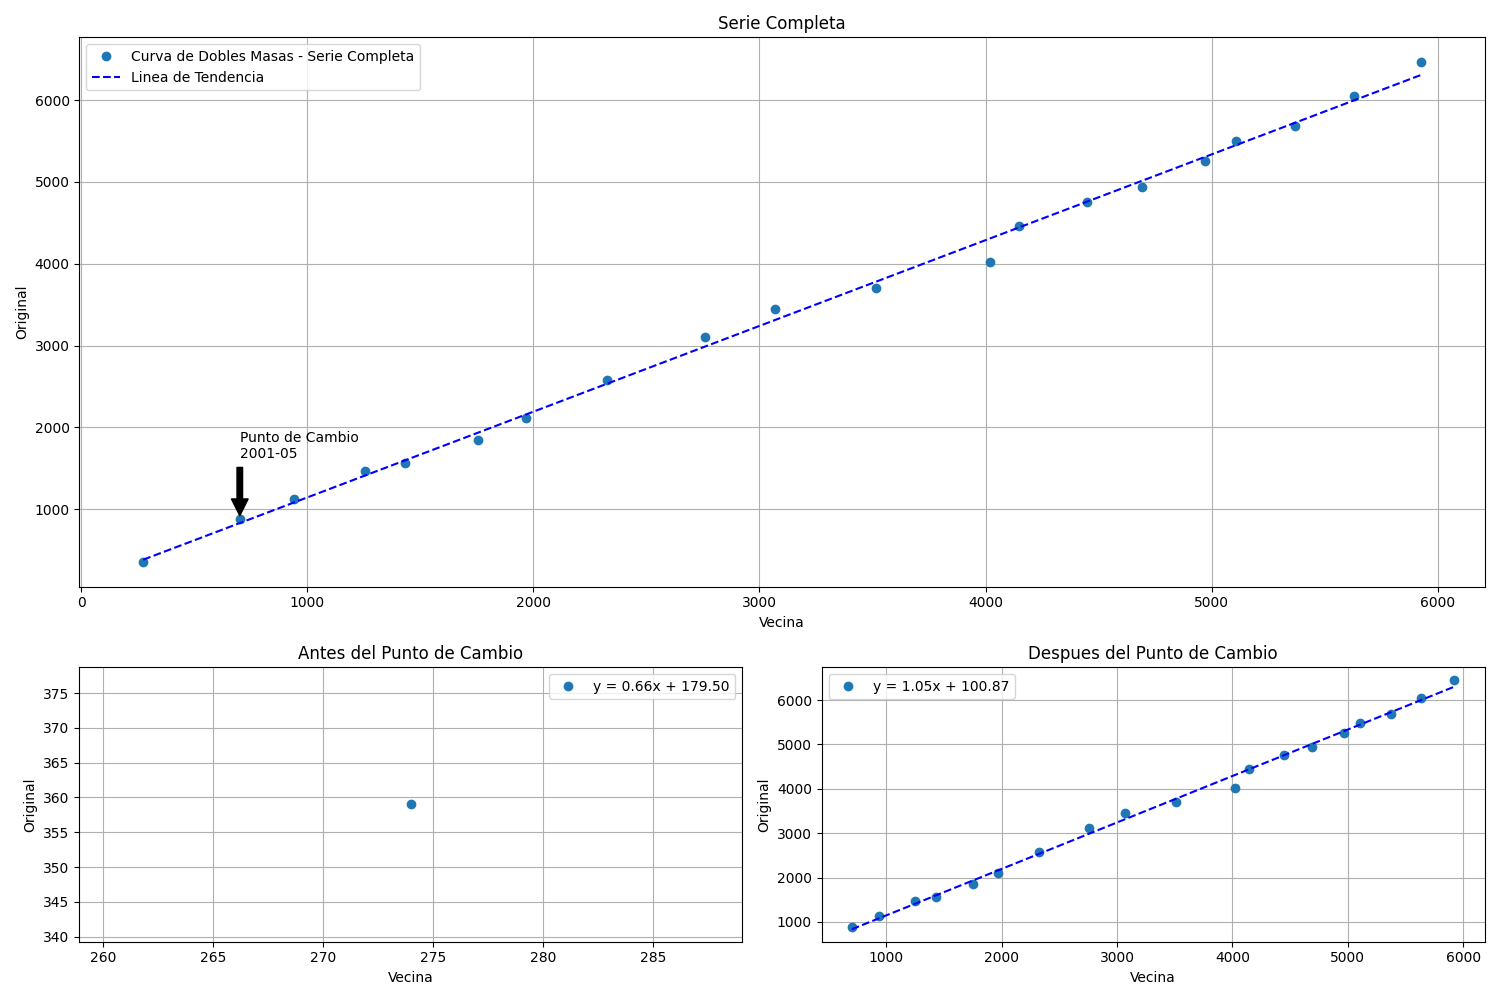 Serie Completa
Curva de Dobles Masas - Serie Completa
Linea de Tendencia
6000
5000
4000
3000
2000
1000
Original
Punto de Cambio
2001-05
0 1000 2000 3000 4000 5000 6000
Vecina
Antes del Punto de Cambio
y = 0.66x + 179.50
375
370
365
360
355
350
345
340
Original
260 265 270 275 280 285
Vecina
Despues del Punto de Cambio
y = 1.05x + 100.87
6000
5000
4000
3000
2000
1000
Original
1000 2000 3000 4000 5000 6000
Vecina